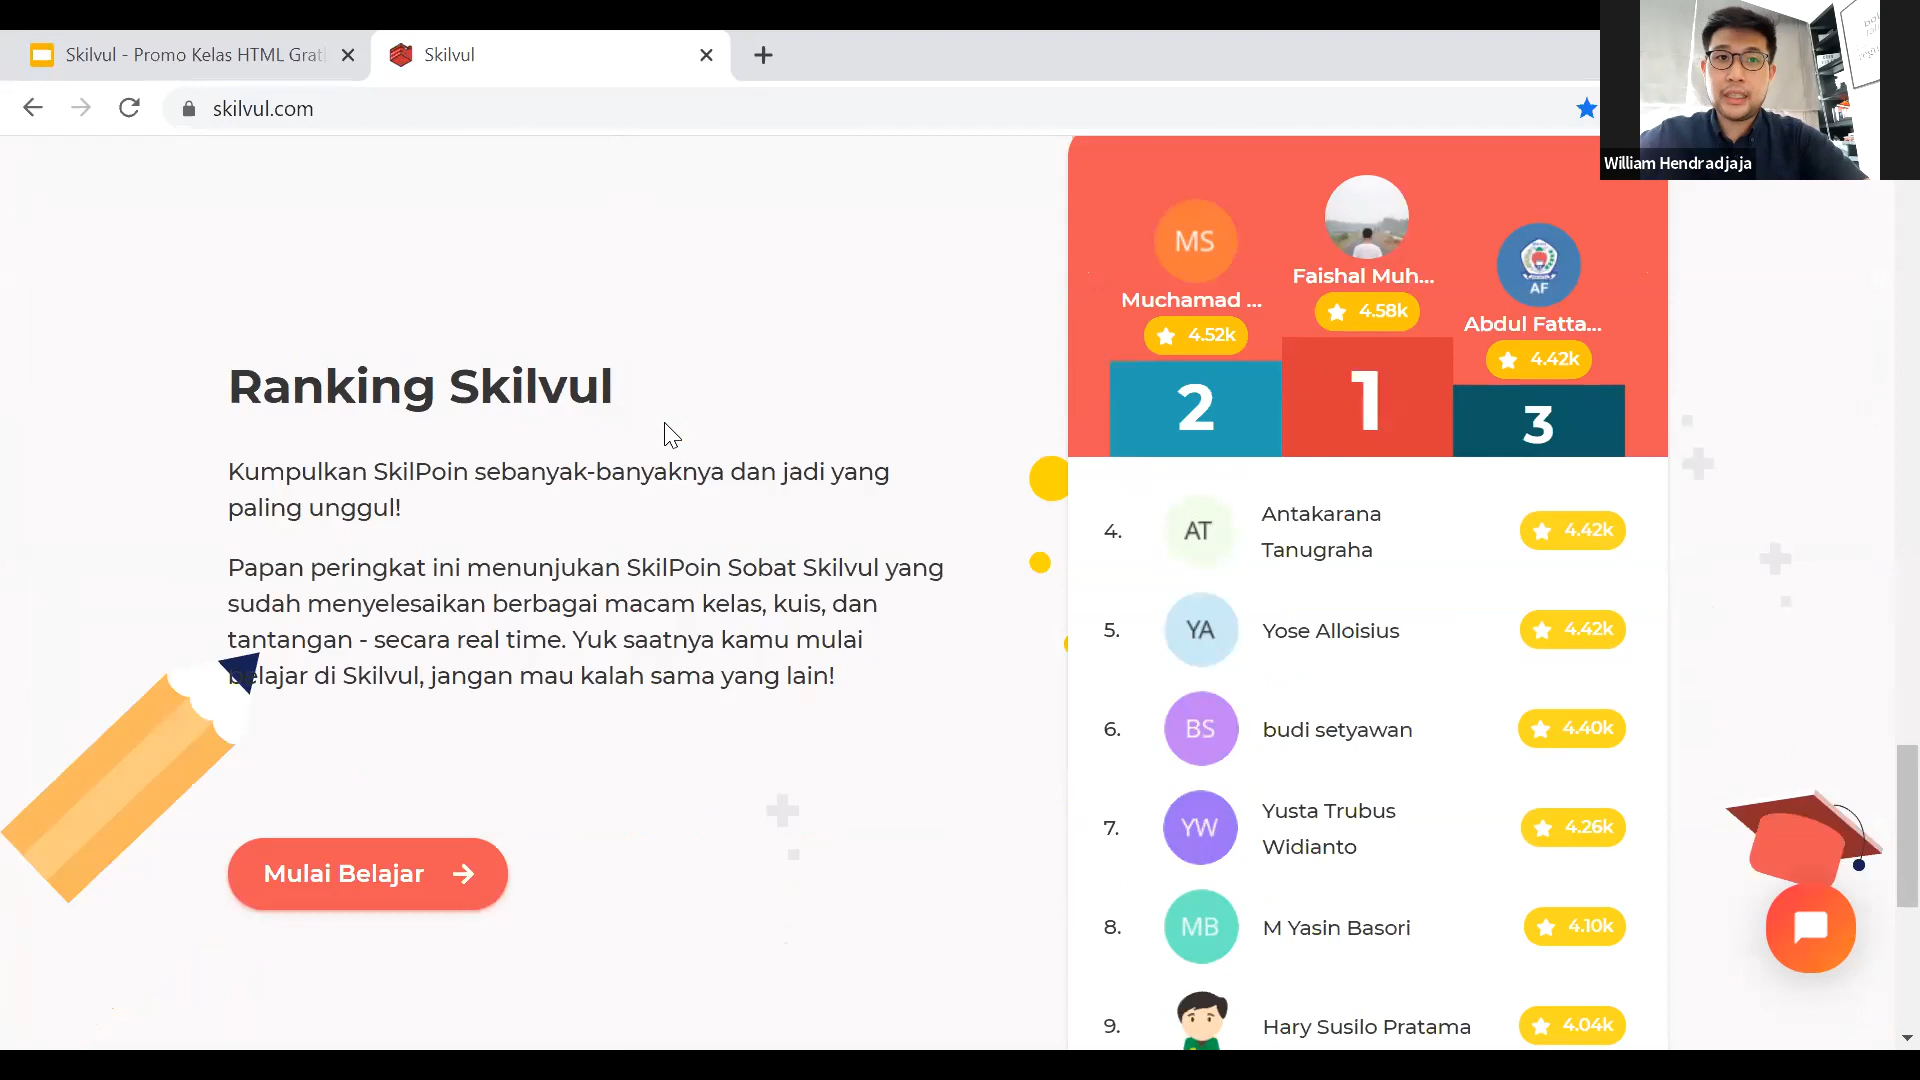 Skilvul - Promo Kelas HTML Grat
Skilvul
skilvul.com
William Hendradjaja
Ranking Skilvul
Kumpulkan SkilPoin sebanyak-banyaknya dan jadi yang
paling unggul!
Papan peringkat ini menunjukan SkilPoin Sobat Skilvul yang
sudah menyelesaikan berbagai macam kelas, kuis, dan
tantangan - secara real time. Yuk saatnya kamu mulai
belajar di Skilvul, jangan mau kalah sama yang lain!
Mulai Belajar
MS
Muchamad ...
4.52k
2
Faishal Muh...
4.58k
1
AF
Abdul Fatta...
4.42k
3
4. AT Antakarana
Tanugraha 4.42k
5. YA Yose Alloisius 4.42k
6. BS budi setyawan 4.40k
7. YW Yusta Trubus
Widianto 4.26k
8. MB M Yasin Basori 4.10k
9. Hary Susilo Pratama 4.04k